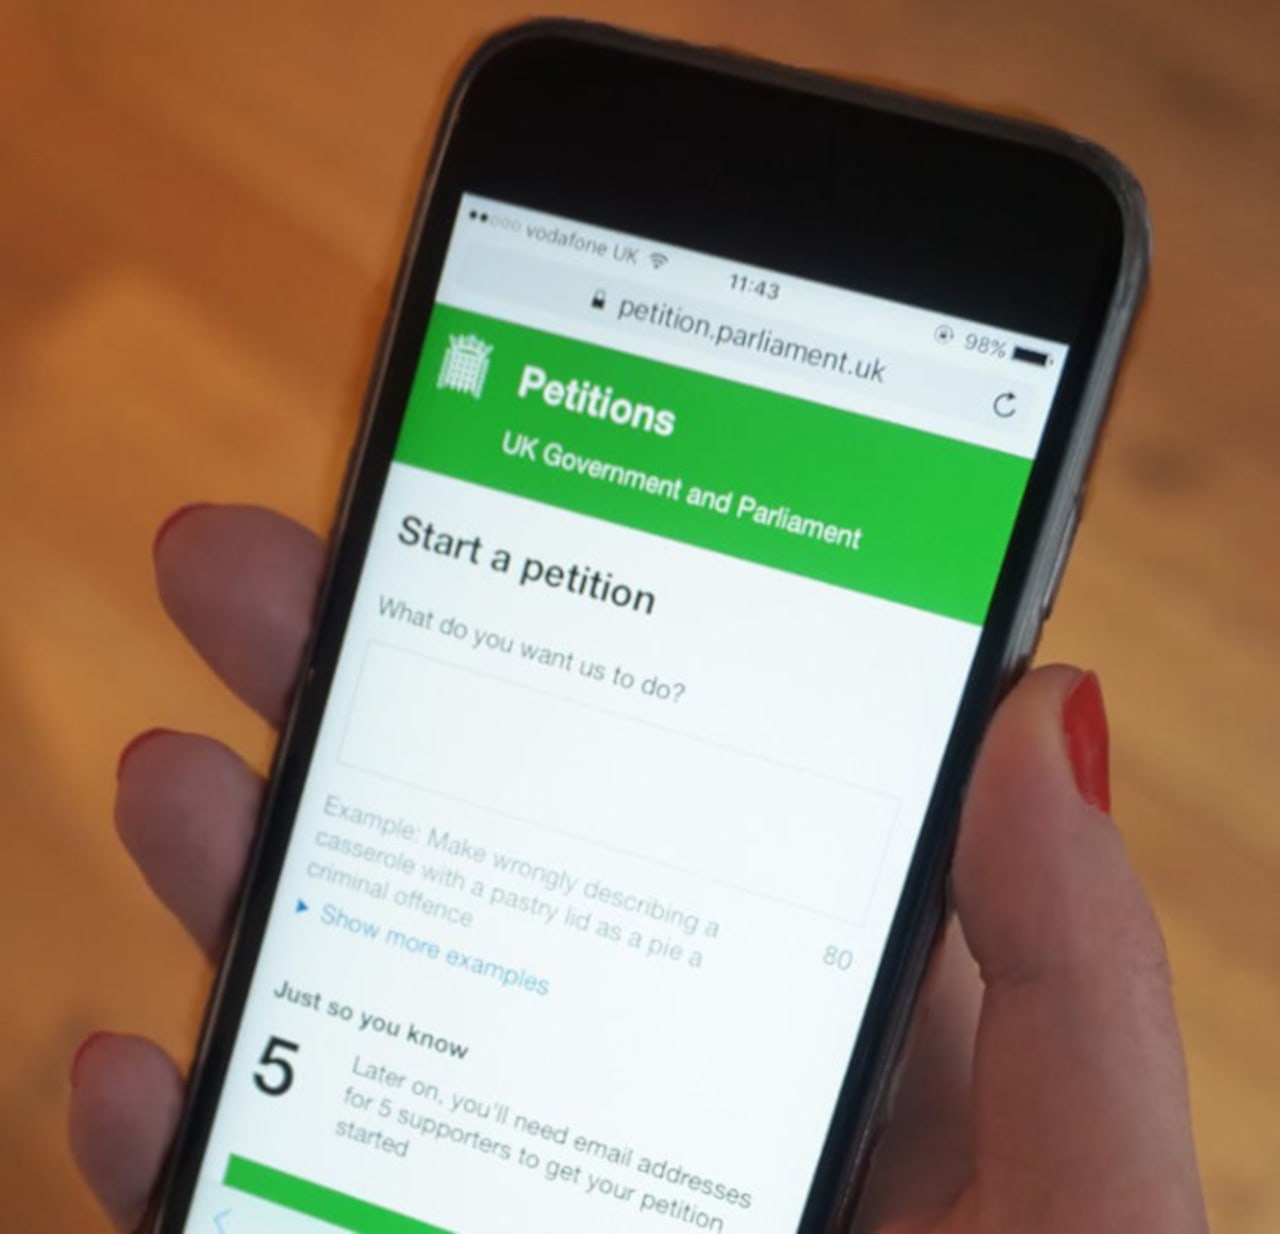 vodafone UK 11:43 98%
petition.parliament.uk
Petitions
UK Government and Parliament
Start a petition
What do you want us to do?
Example: Make wrongly describing a
casserole with a pastry lid as a pie a
criminal offence
80
Show more examples
Just so you know
5
Later on, you'll need email addresses
for 5 supporters to get your petition
started